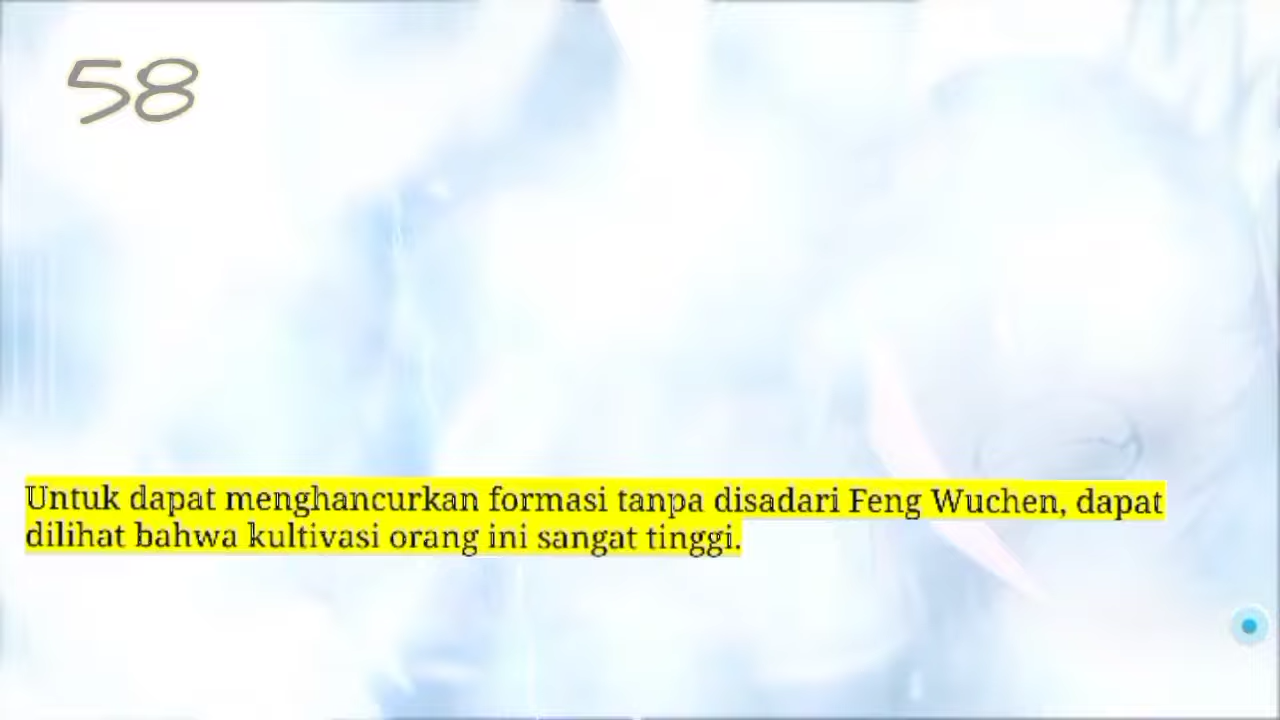 58
Untuk dapat menghancurkan formasi tanpa disadari Feng Wuchen, dapat
dilihat bahwa kultivasi orang ini sangat tinggi.